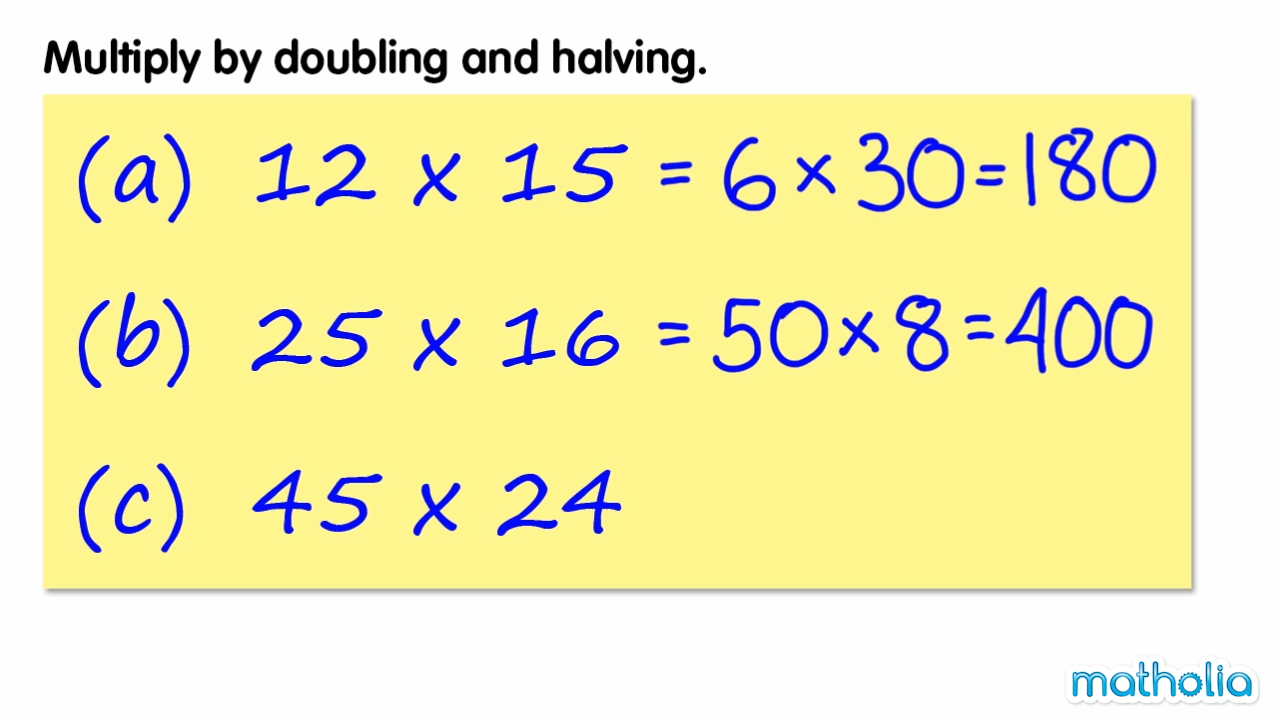 Multiply by doubling and halving.
(a) 12 x 15 = 6 x 30 = 180
(b) 25 x 16 = 50 x 8 = 400
(c) 45 x 24
matholia